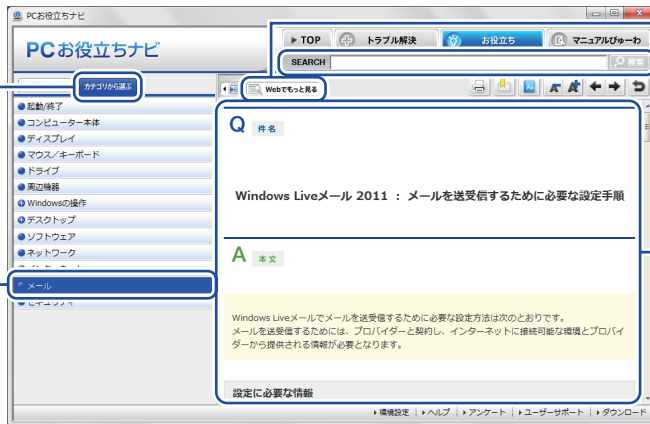 PCお役立ちナビ
PCお役立ちナビ
TOP
トラブル解決
お役立ち
マニュアルびゅーわ
SEARCH
検索
カテゴリから選ぶ
Webでもっと見る
起動/終了
コンピューター本体
ディスプレイ
マウス/キーボード
ドライブ
周辺機器
Windowsの操作
デスクトップ
ソフトウェア
ネットワーク
メール
セキュリティ
Q 件名
Windows Liveメール 2011 : メールを送受信するために必要な設定手順
A 本文
Windows Liveメールでメールを送受信するために必要な設定方法は次のとおりです。
メールを送受信するためには、プロバイダーと契約し、インターネットに接続可能な環境とプロバイ
ダーから提供される情報が必要となります。
設定に必要な情報
環境設定 ヘルプ アンケート ユーザーサポート ダウンロード